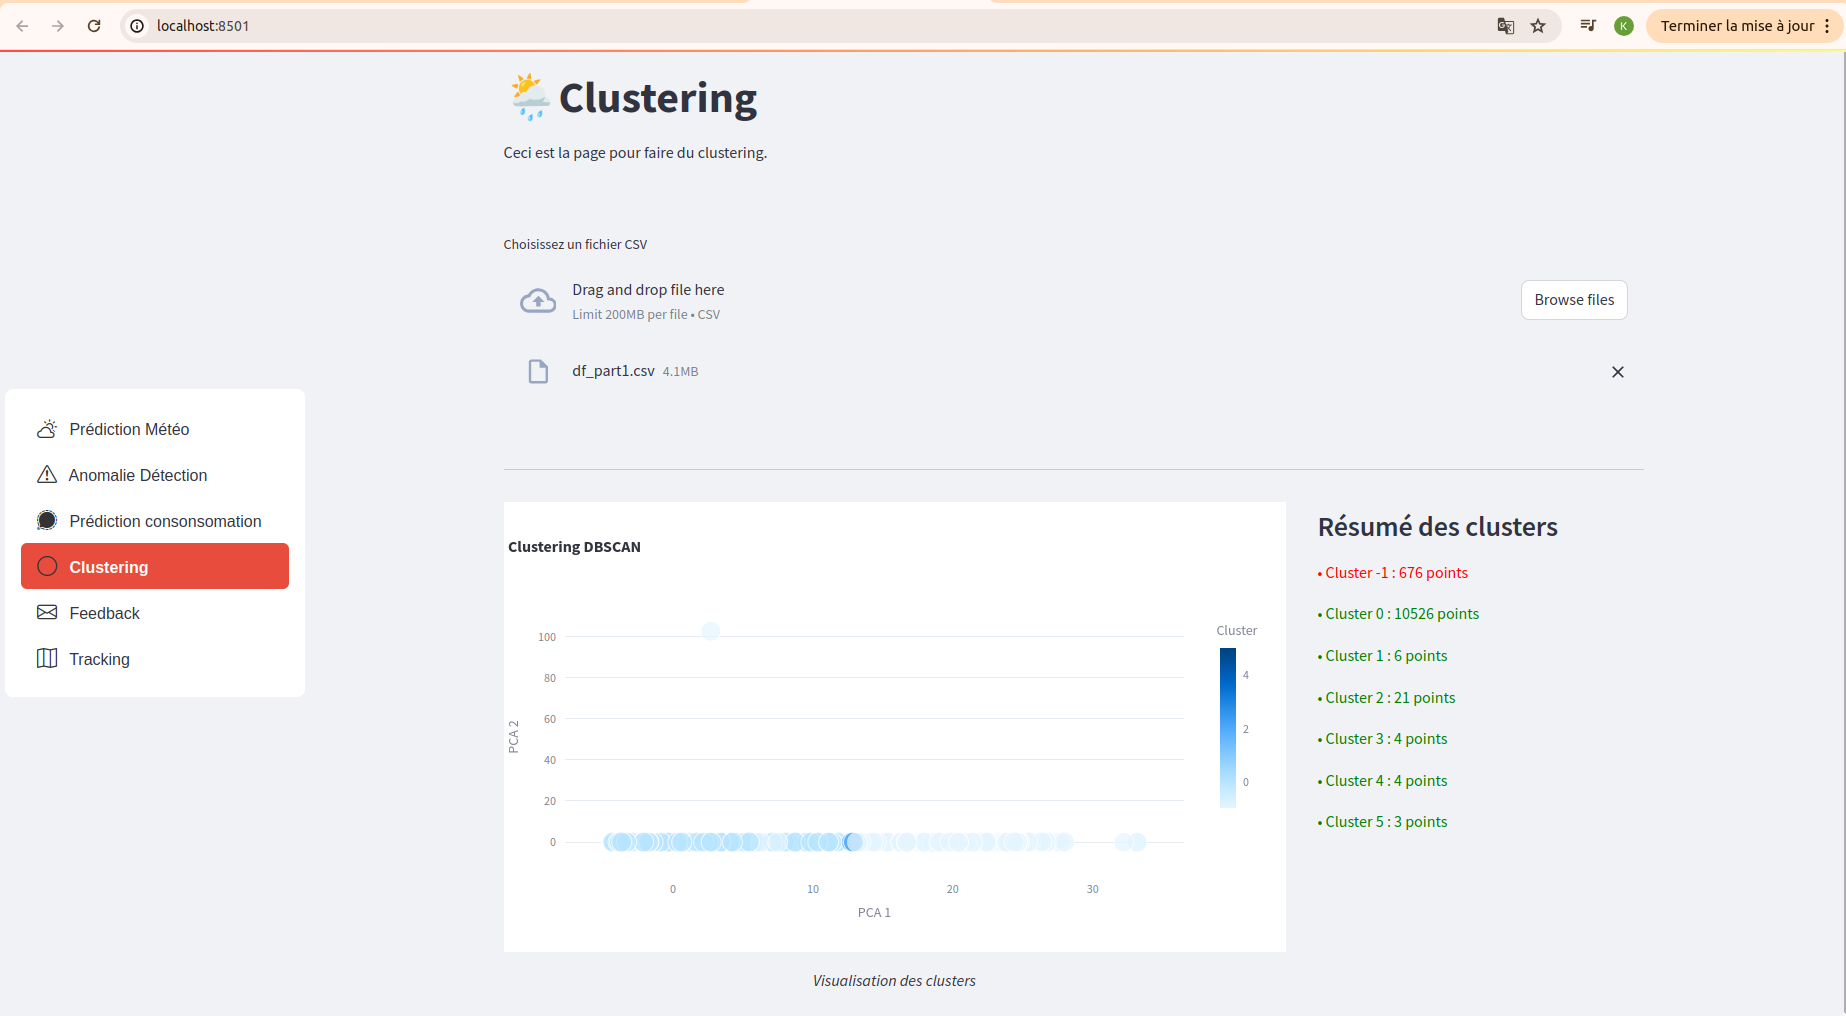 localhost:8501
K
Terminer la mise à jour
Clustering
Ceci est la page pour faire du clustering.
Choisissez un fichier CSV
Drag and drop file here
Limit 200MB per file • CSV
Browse files
df_part1.csv 4.1MB
Prédiction Météo
Anomalie Détection
Prédiction consonsomation
Clustering
Feedback
Tracking
Clustering DBSCAN
100
80
60
40
20
0
PCA 2
0
10
20
30
PCA 1
Cluster
4
2
0
Visualisation des clusters
Résumé des clusters
• Cluster -1 : 676 points
• Cluster 0 : 10526 points
• Cluster 1 : 6 points
• Cluster 2 : 21 points
• Cluster 3 : 4 points
• Cluster 4 : 4 points
• Cluster 5 : 3 points